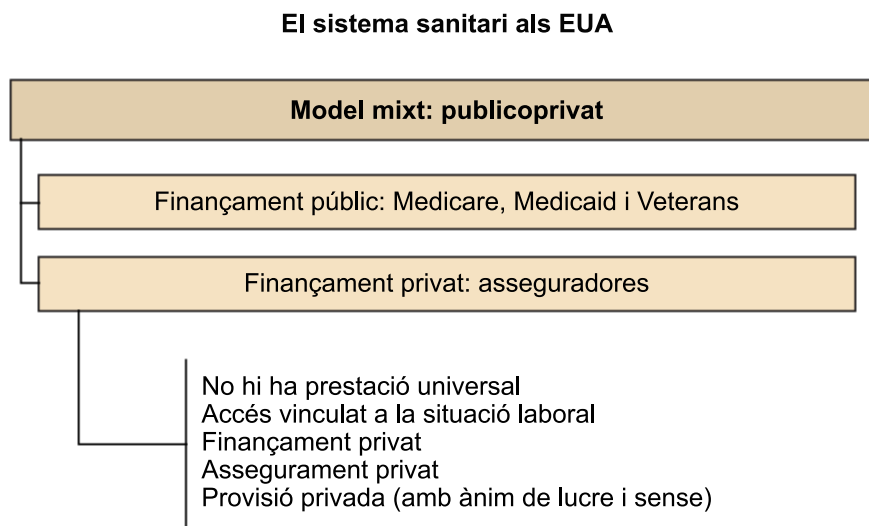 El sistema sanitari als EUA
Model mixt: publicoprivat
Finançament públic: Medicare, Medicaid i Veterans
Finançament privat: asseguradores
No hi ha prestació universal
Accés vinculat a la situació laboral
Finançament privat
Assegurament privat
Provisió privada (amb ànim de lucre i sense)